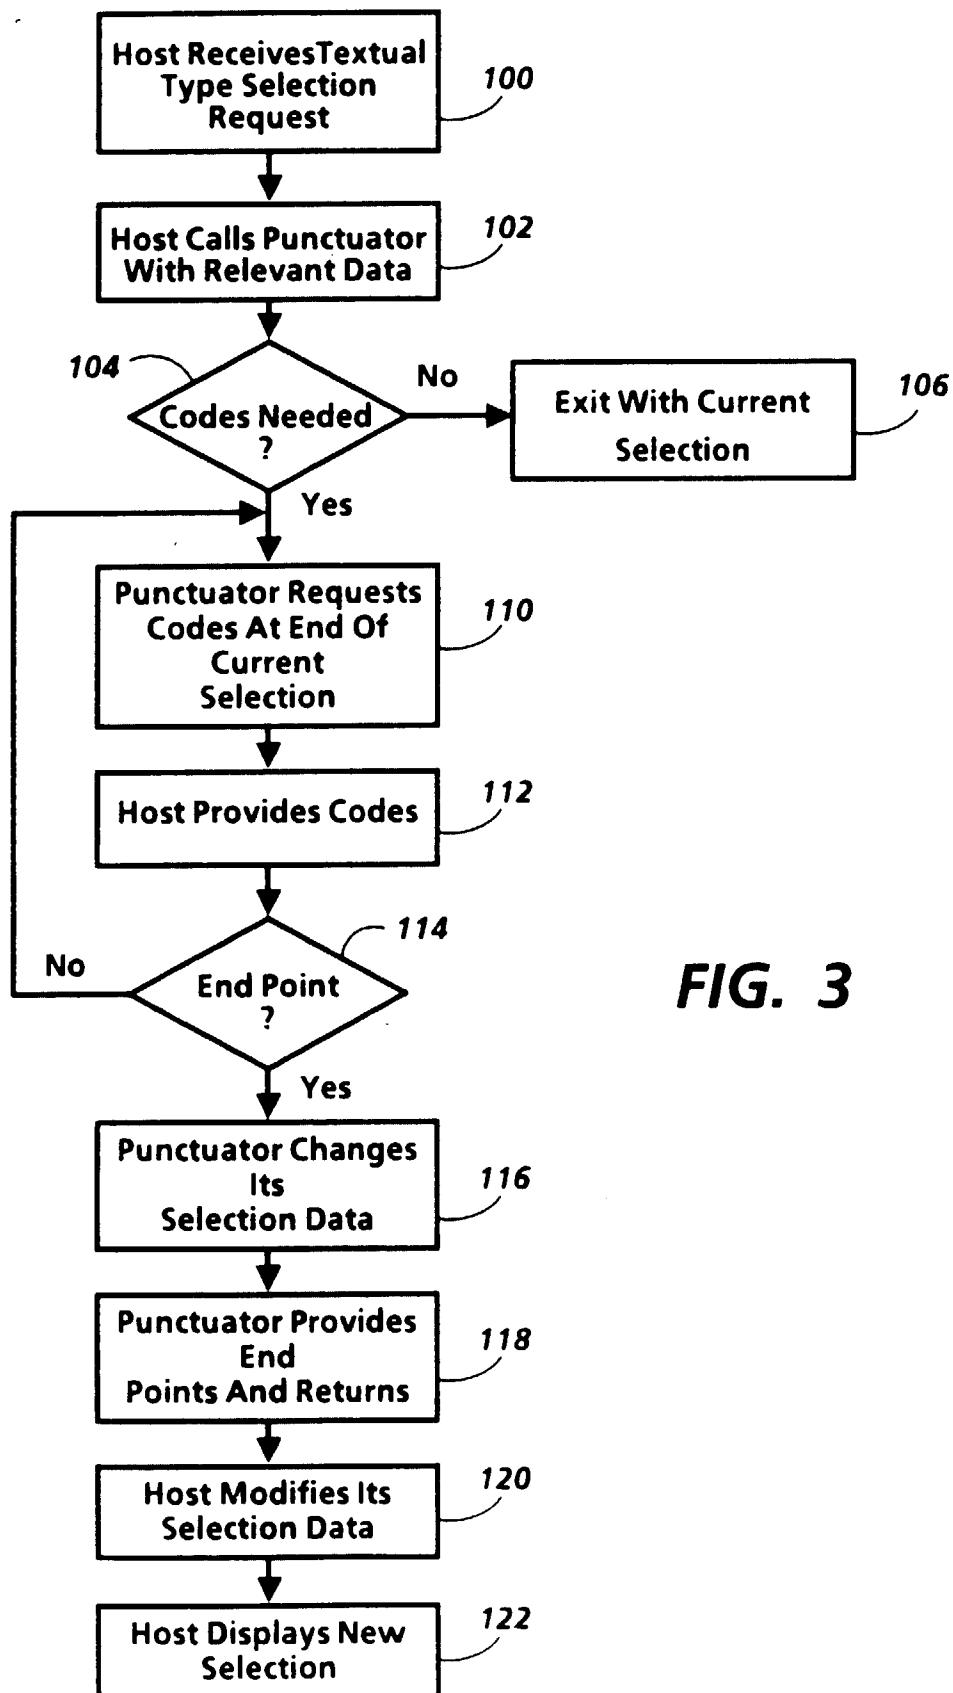 Host ReceivesTextual
Type Selection
Request
100
Host Calls Punctuator
With Relevant Data
102
104
Codes Needed
?
No
Exit With Current
Selection
106
Yes
Punctuator Requests
Codes At End Of
Current
Selection
110
Host Provides Codes
112
114
End Point
?
No
FIG. 3
Yes
Punctuator Changes
Its
Selection Data
116
Punctuator Provides
End
Points And Returns
118
Host Modifies Its
Selection Data
120
Host Displays New
Selection
122